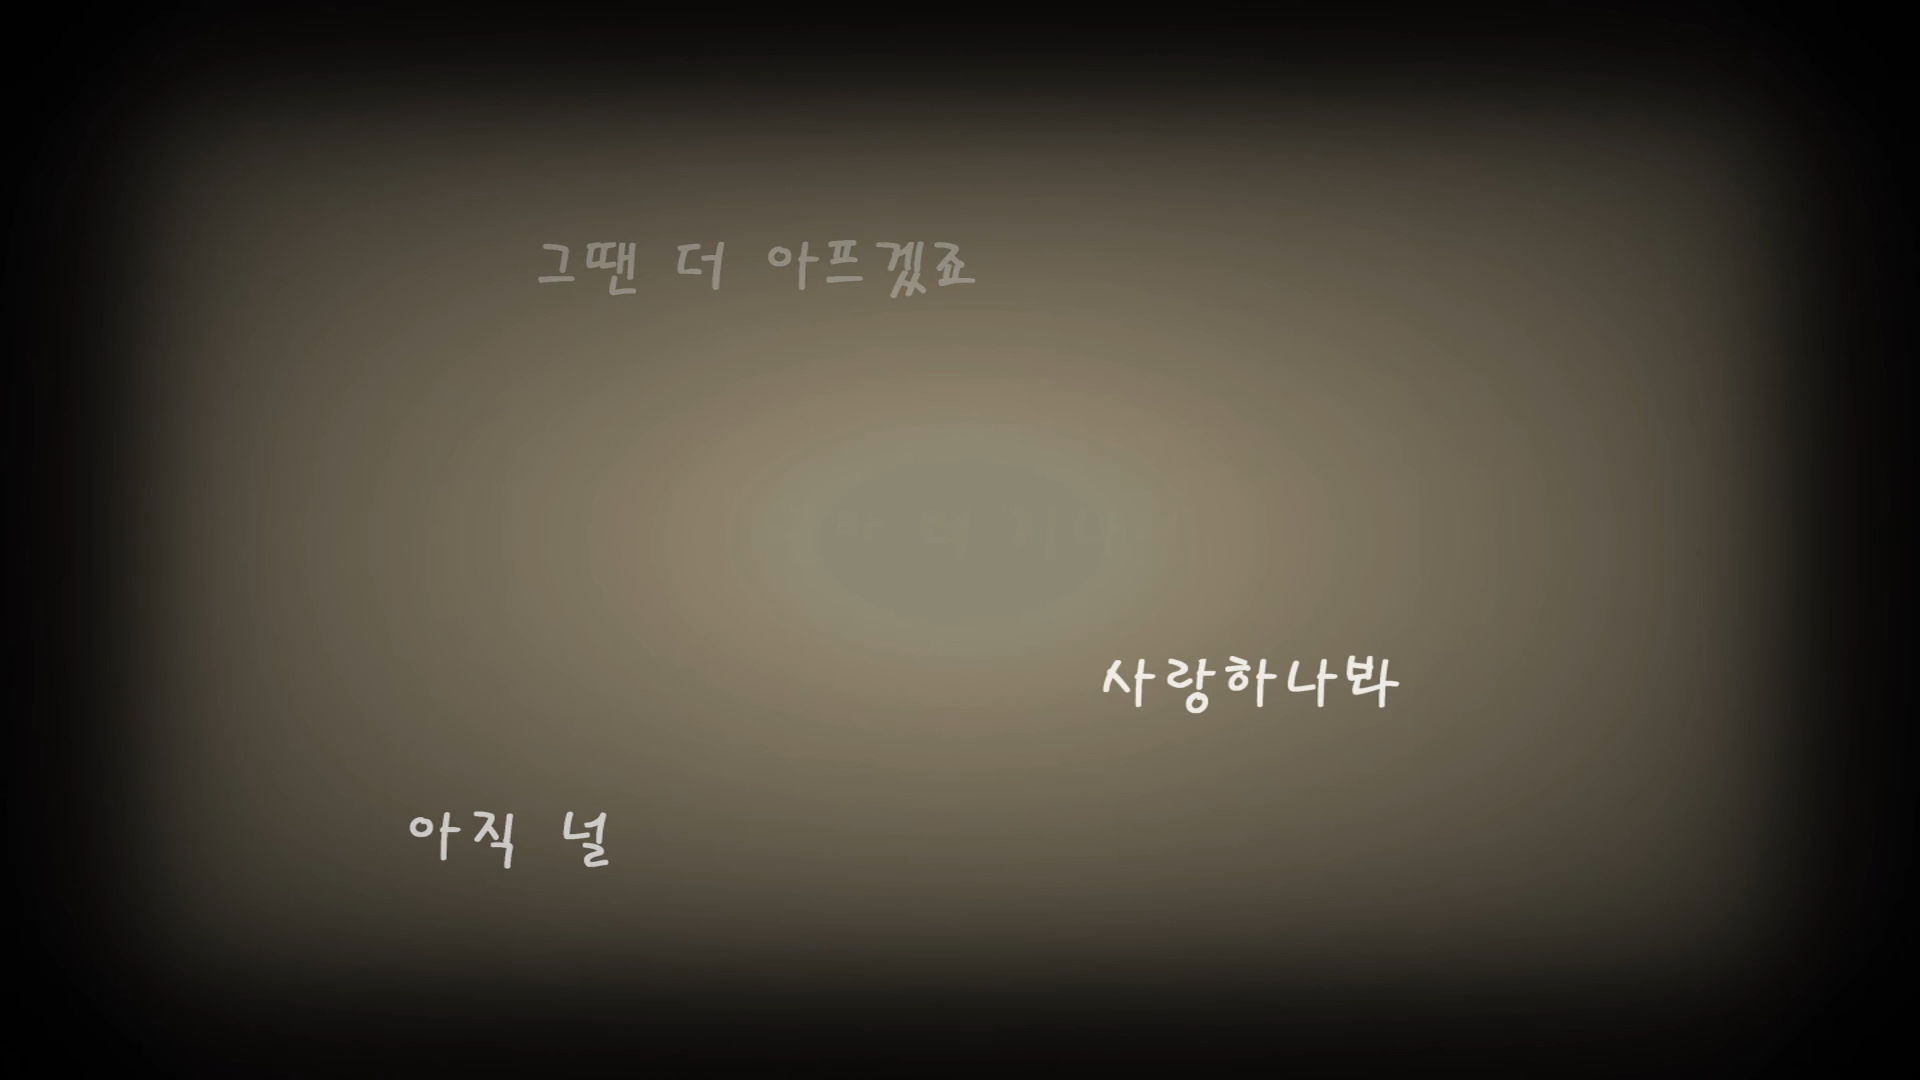 그땐 더 아프겠죠
사랑하나봐
아직 널